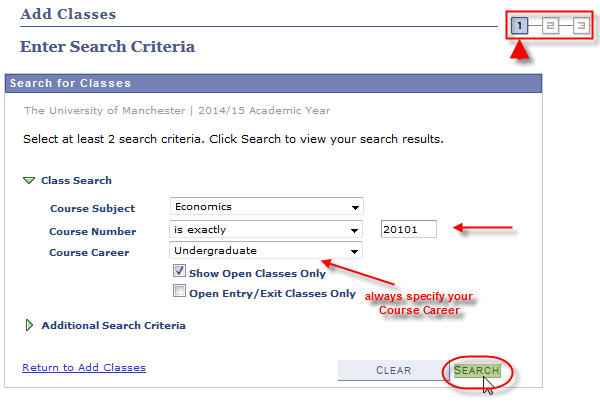 Add Classes
1 2 3
Enter Search Criteria
Search for Classes
The University of Manchester | 2014/15 Academic Year
Select at least 2 search criteria. Click Search to view your search results.
Class Search
Course Subject Economics
Course Number is exactly 20101
Course Career Undergraduate
Show Open Classes Only
Open Entry/Exit Classes Only
always specify your
Course Career
Additional Search Criteria
Return to Add Classes CLEAR SEARCH